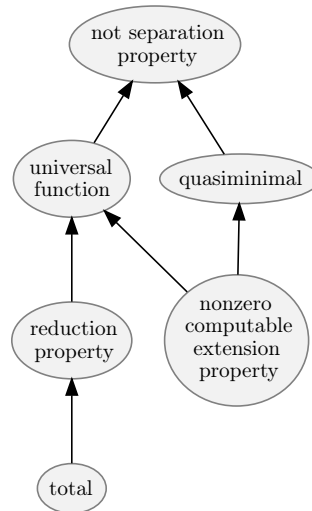 not separation
property
universal
function
quasiminimal
reduction
property
nonzero
computable
extension
property
total